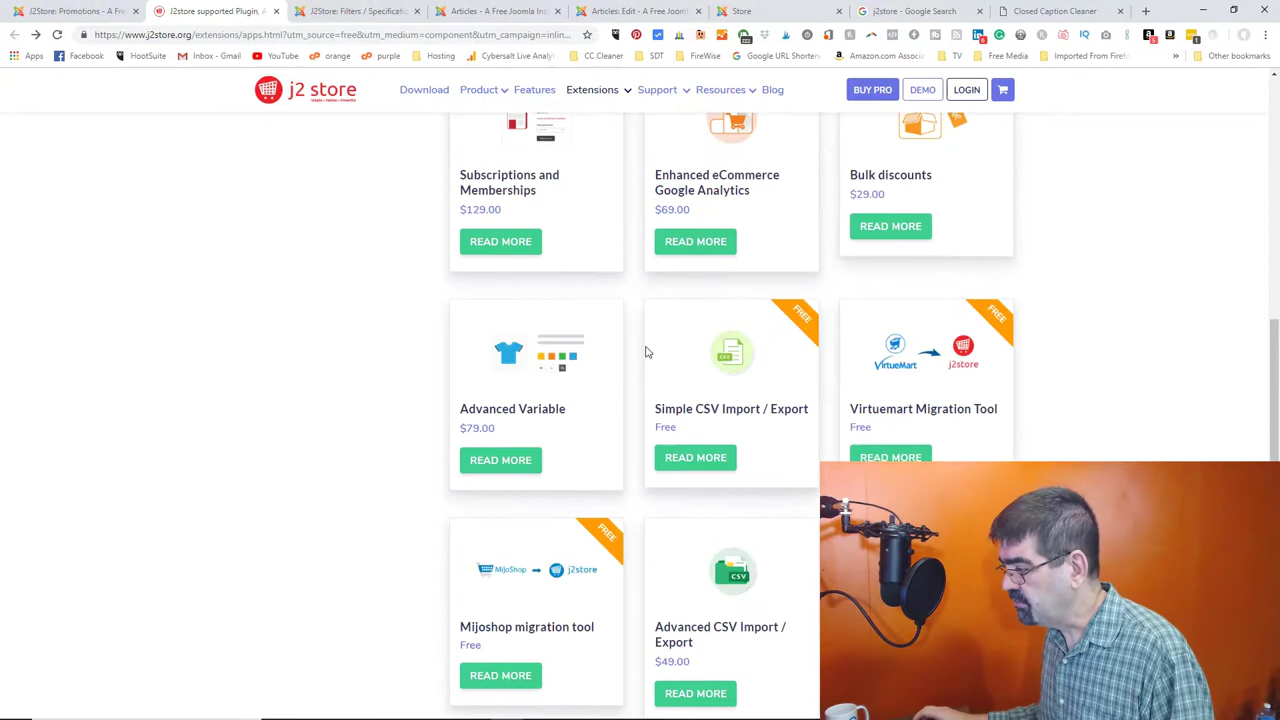 J2Store: Promotions - A Free J
J2store supported Plugin, A
J2Store: Filters / Specificatio
Articles - A Free Joomla Ins
Articles: Edit - A Free Jooml
Store
j2store - Google Search
Closed Caption Cleaner
https://www.j2store.org/extensions/apps.html?utm_source=free&utm_medium=component&utm_campaign=inlin...
Apps
Facebook
HootSuite
Inbox - Gmail
YouTube
orange
purple
Hosting
Cybersalt Live Analyt
CC Cleaner
SDT
FireWise
Google URL Shorten
Amazon.com Associa
TV
Free Media
Imported From Firefo
»
Other bookmarks
j2 store
Download
Product
Features
Extensions
Support
Resources
Blog
BUY PRO
DEMO
LOGIN
Subscriptions and
Memberships
$129.00
READ MORE
Enhanced eCommerce
Google Analytics
$69.00
READ MORE
Bulk discounts
$29.00
READ MORE
Advanced Variable
$79.00
READ MORE
FREE
CSV
Simple CSV Import / Export
Free
READ MORE
FREE
VirtueMart
j2store
Virtuemart Migration Tool
Free
READ MORE
FREE
MijoShop
j2store
Mijoshop migration tool
Free
READ MORE
CSV
Advanced CSV Import /
Export
$49.00
READ MORE